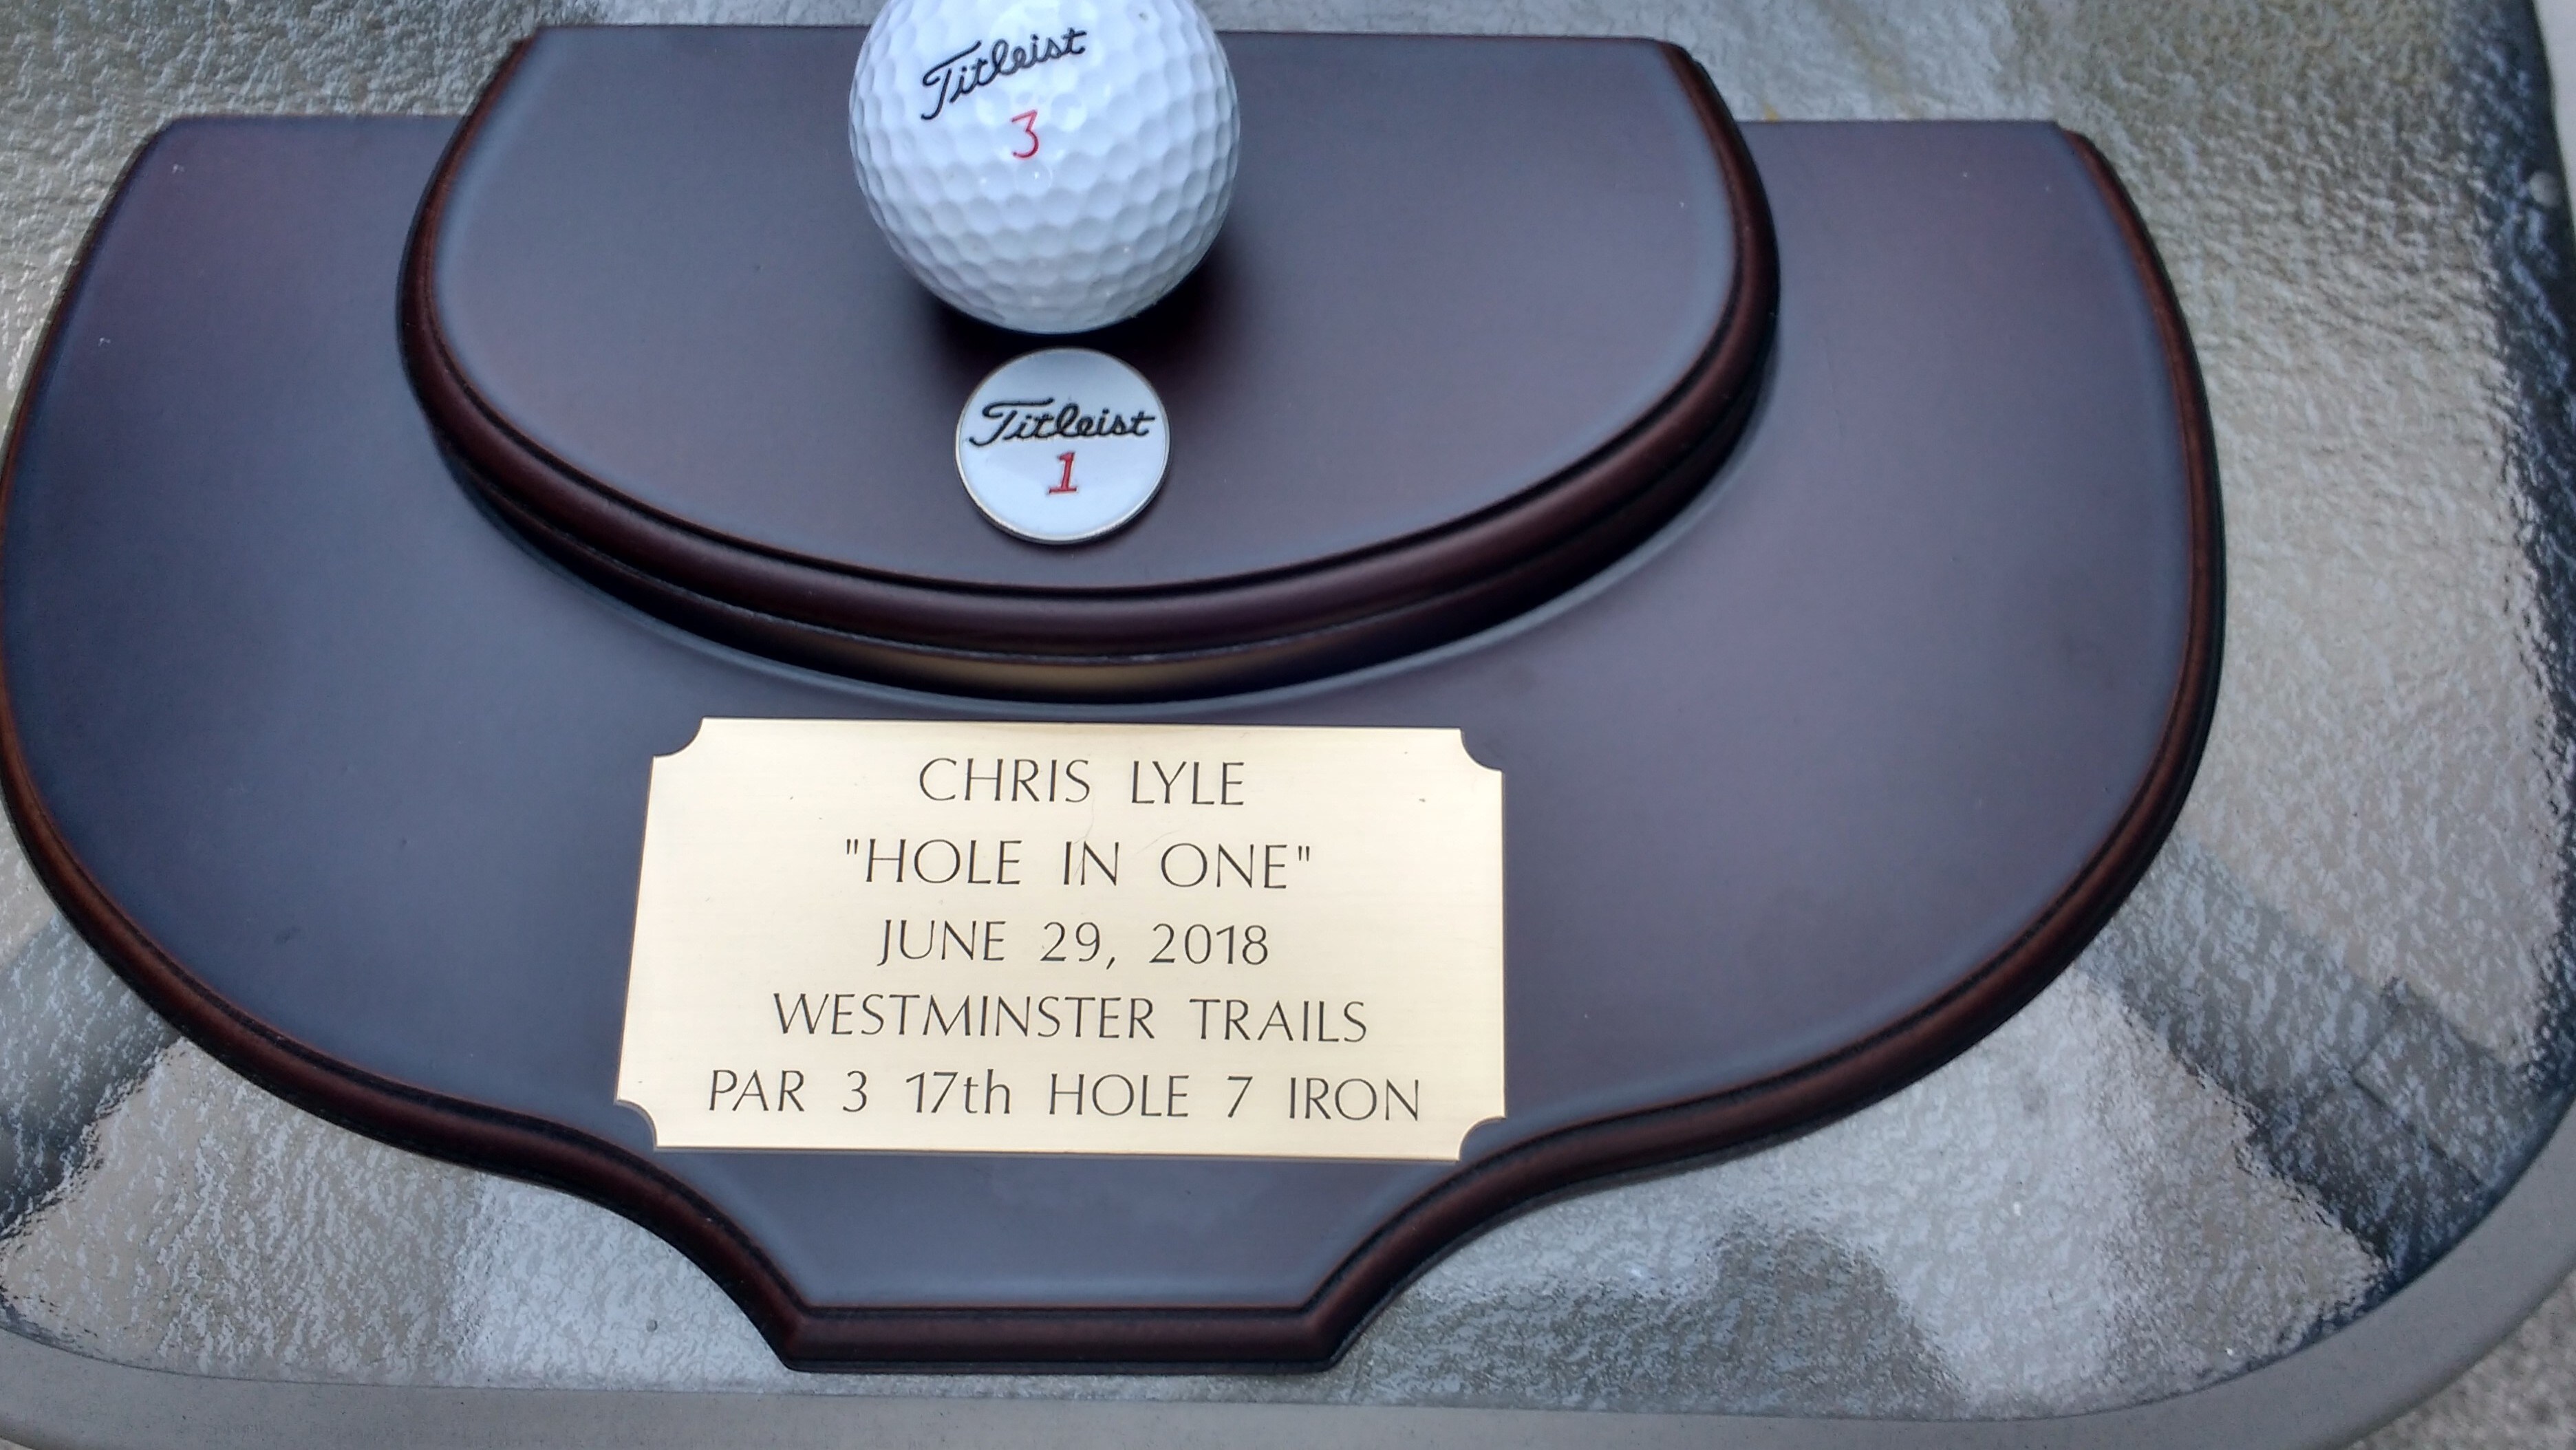 Titleist
3
Titleist
1
CHRIS LYLE
"HOLE IN ONE"
JUNE 29, 2018
WESTMINSTER TRAILS
PAR 3 17th HOLE 7 IRON